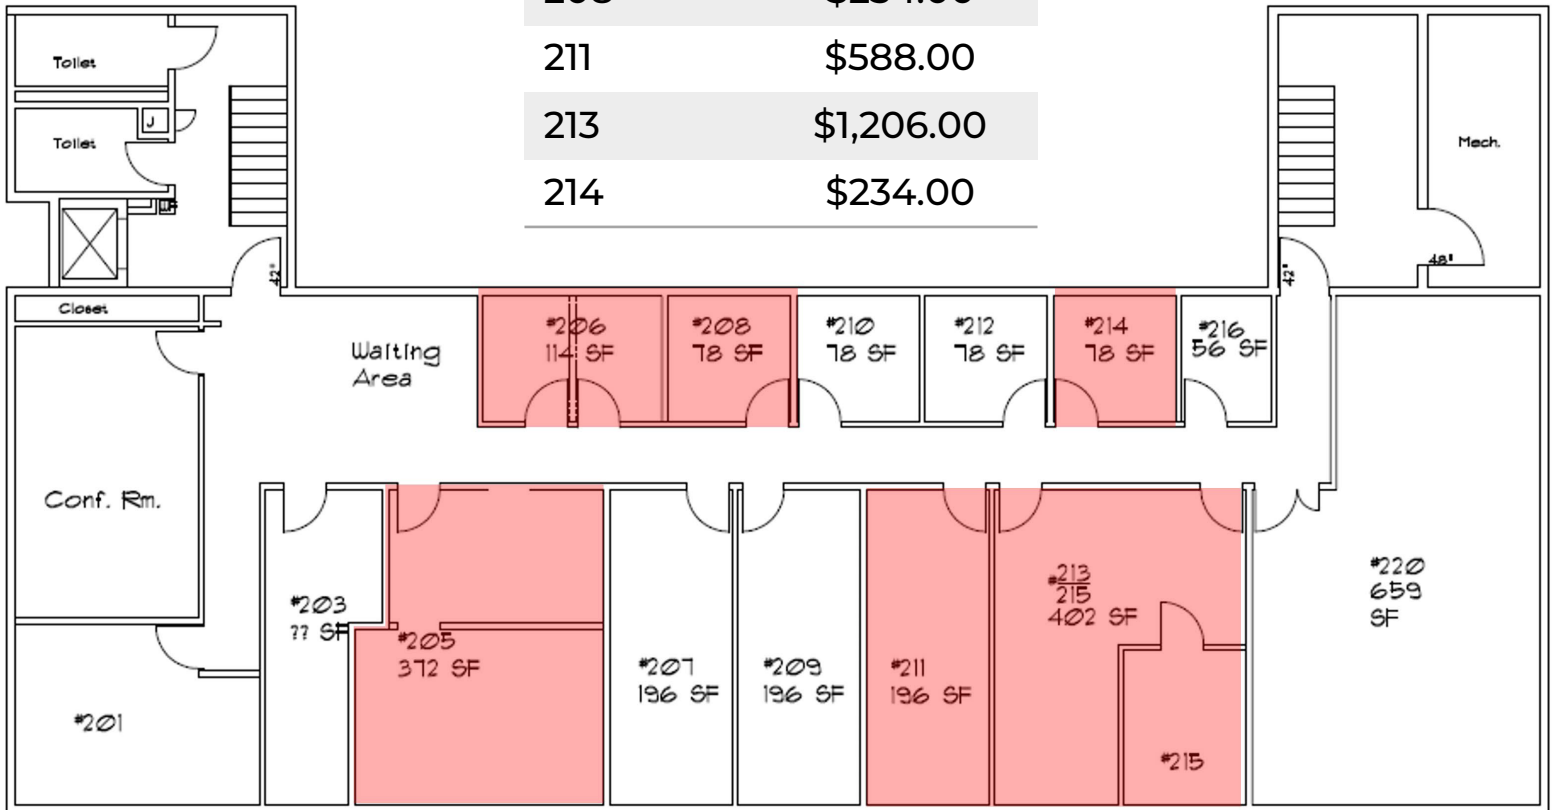 208 $234.00
211 $588.00
213 $1,206.00
214 $234.00
Toilet
J
Toilet
Mech.
42"
42"
48"
Closet
Waiting
Area
#206
114 SF
#208
78 SF
#210
78 SF
#212
78 SF
#214
78 SF
#216
56 SF
Conf. Rm.
#203
?? SF
#205
372 SF
#207
196 SF
#209
196 SF
#211
196 SF
#213
215
402 SF
#215
#220
659
SF
#201